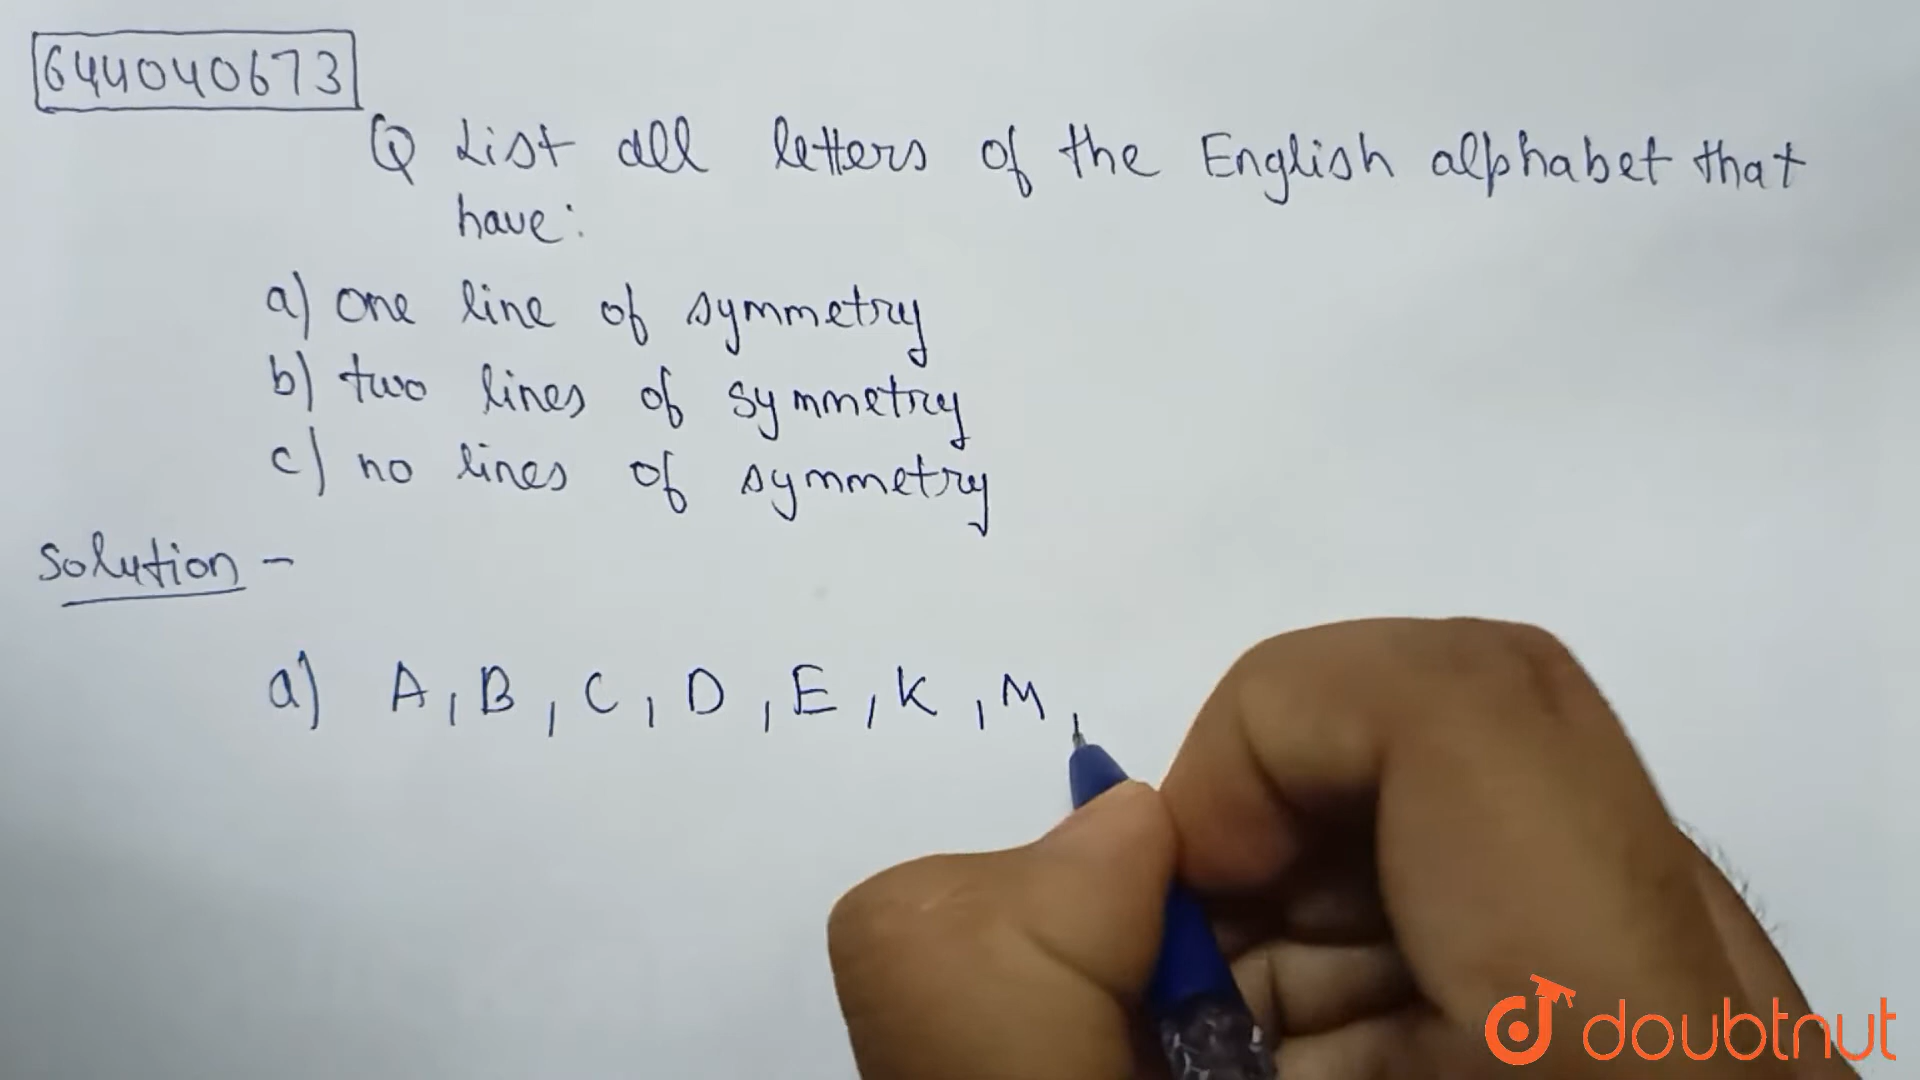 644040673
Q List all letters of the English alphabet that
have:
a) one line of symmetry
b) two lines of symmetry
c) no lines of symmetry
Solution -
a) A, B, C, D, E, K, M,
doubtnut